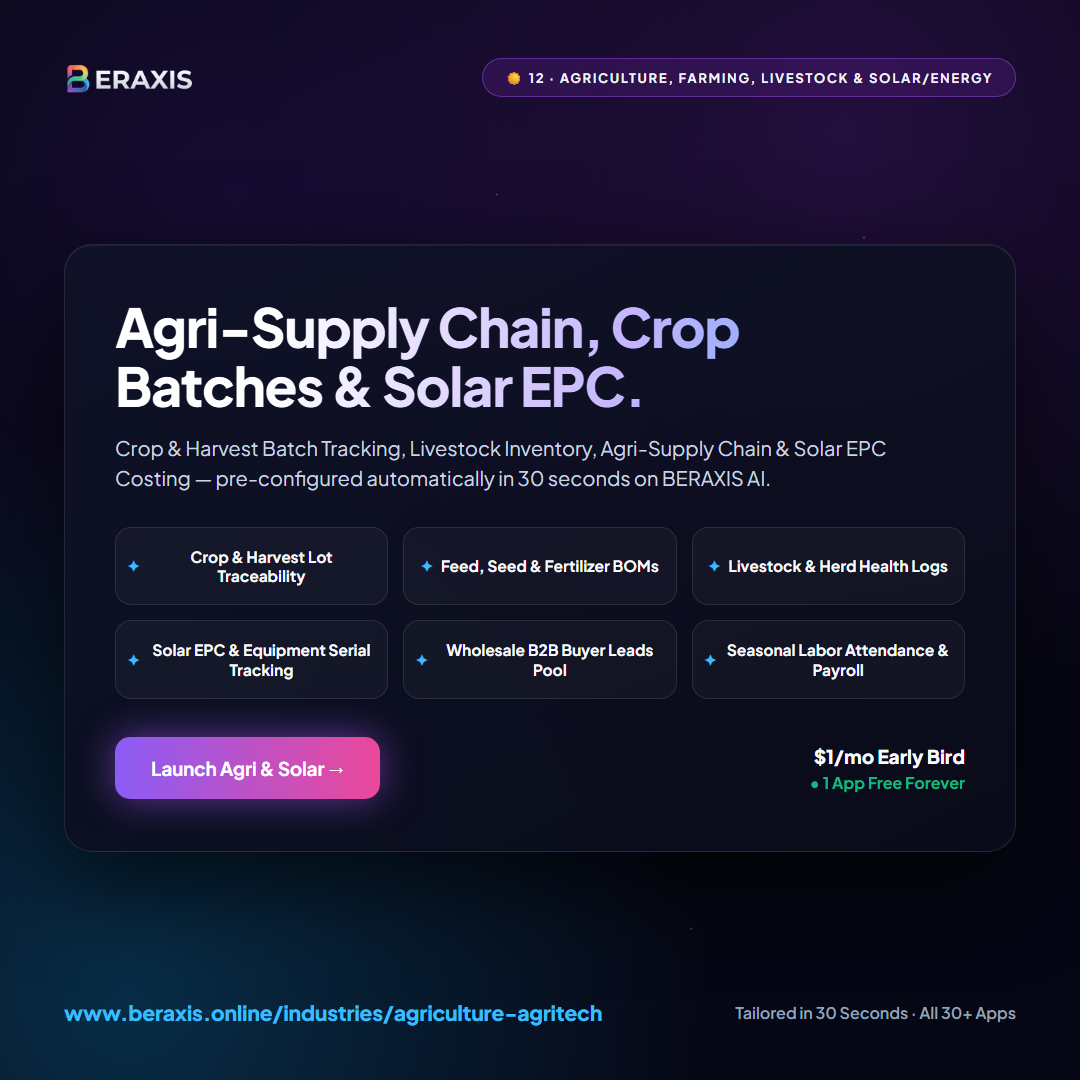 BERAXIS
12 · AGRICULTURE, FARMING, LIVESTOCK & SOLAR/ENERGY
Agri–Supply Chain, Crop
Batches & Solar EPC.
Crop & Harvest Batch Tracking, Livestock Inventory, Agri-Supply Chain & Solar EPC
Costing — pre-configured automatically in 30 seconds on BERAXIS AI.
✦ Crop & Harvest Lot
Traceability
✦ Feed, Seed & Fertilizer BOMs
✦ Livestock & Herd Health Logs
✦ Solar EPC & Equipment Serial
Tracking
✦ Wholesale B2B Buyer Leads
Pool
✦ Seasonal Labor Attendance &
Payroll
Launch Agri & Solar →
$1/mo Early Bird
● 1 App Free Forever
www.beraxis.online/industries/agriculture-agritech
Tailored in 30 Seconds · All 30+ Apps